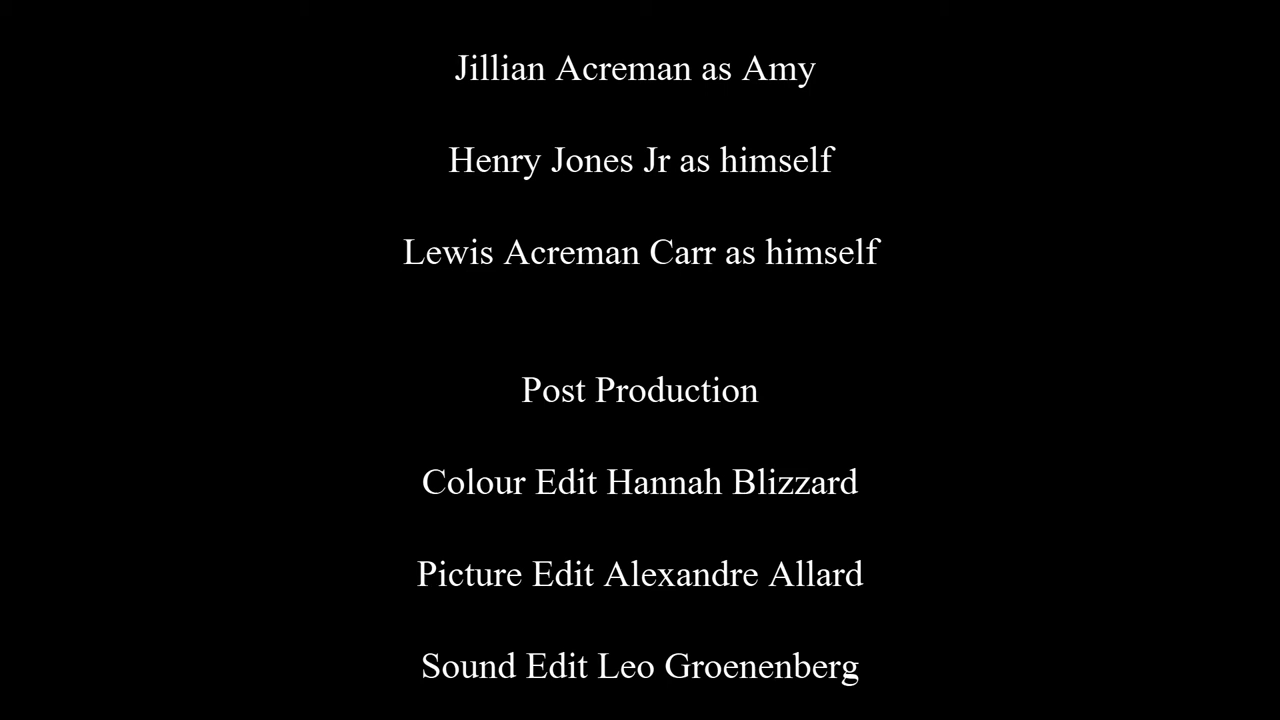 Jillian Acreman as Amy
Henry Jones Jr as himself
Lewis Acreman Carr as himself
Post Production
Colour Edit Hannah Blizzard
Picture Edit Alexandre Allard
Sound Edit Leo Groenenberg